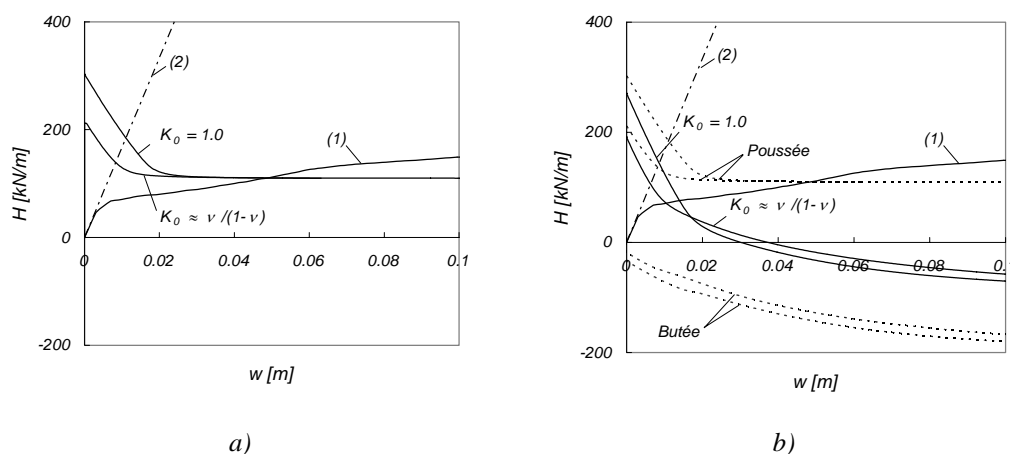 400
(2)
200
K0 = 1.0
(1)
H [kN/m]
K0 ≈ ν /(1- ν)
0
0
0.02
0.04
0.06
0.08
0.1
-200
w [m]
a)
400
(2)
K0 = 1.0
200
(1)
Poussée
H [kN/m]
K0 ≈ ν /(1- ν)
0
0
0.02
0.04
0.06
0.08
0.1
Butée
-200
w [m]
b)